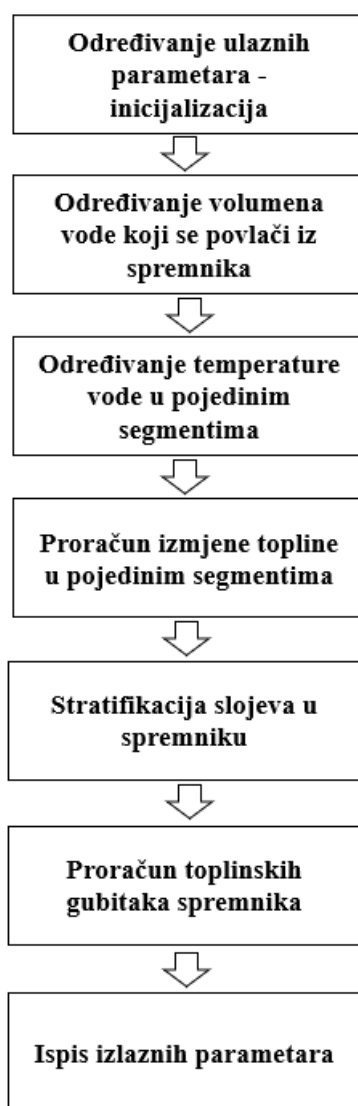 Određivanje ulaznih
parametara -
inicijalizacija
Određivanje volumena
vode koji se povlači iz
spremnika
Određivanje temperature
vode u pojedinim
segmentima
Proračun izmjene topline
u pojedinim segmentima
Stratifikacija slojeva u
spremniku
Proračun toplinskih
gubitaka spremnika
Ispis izlaznih parametara